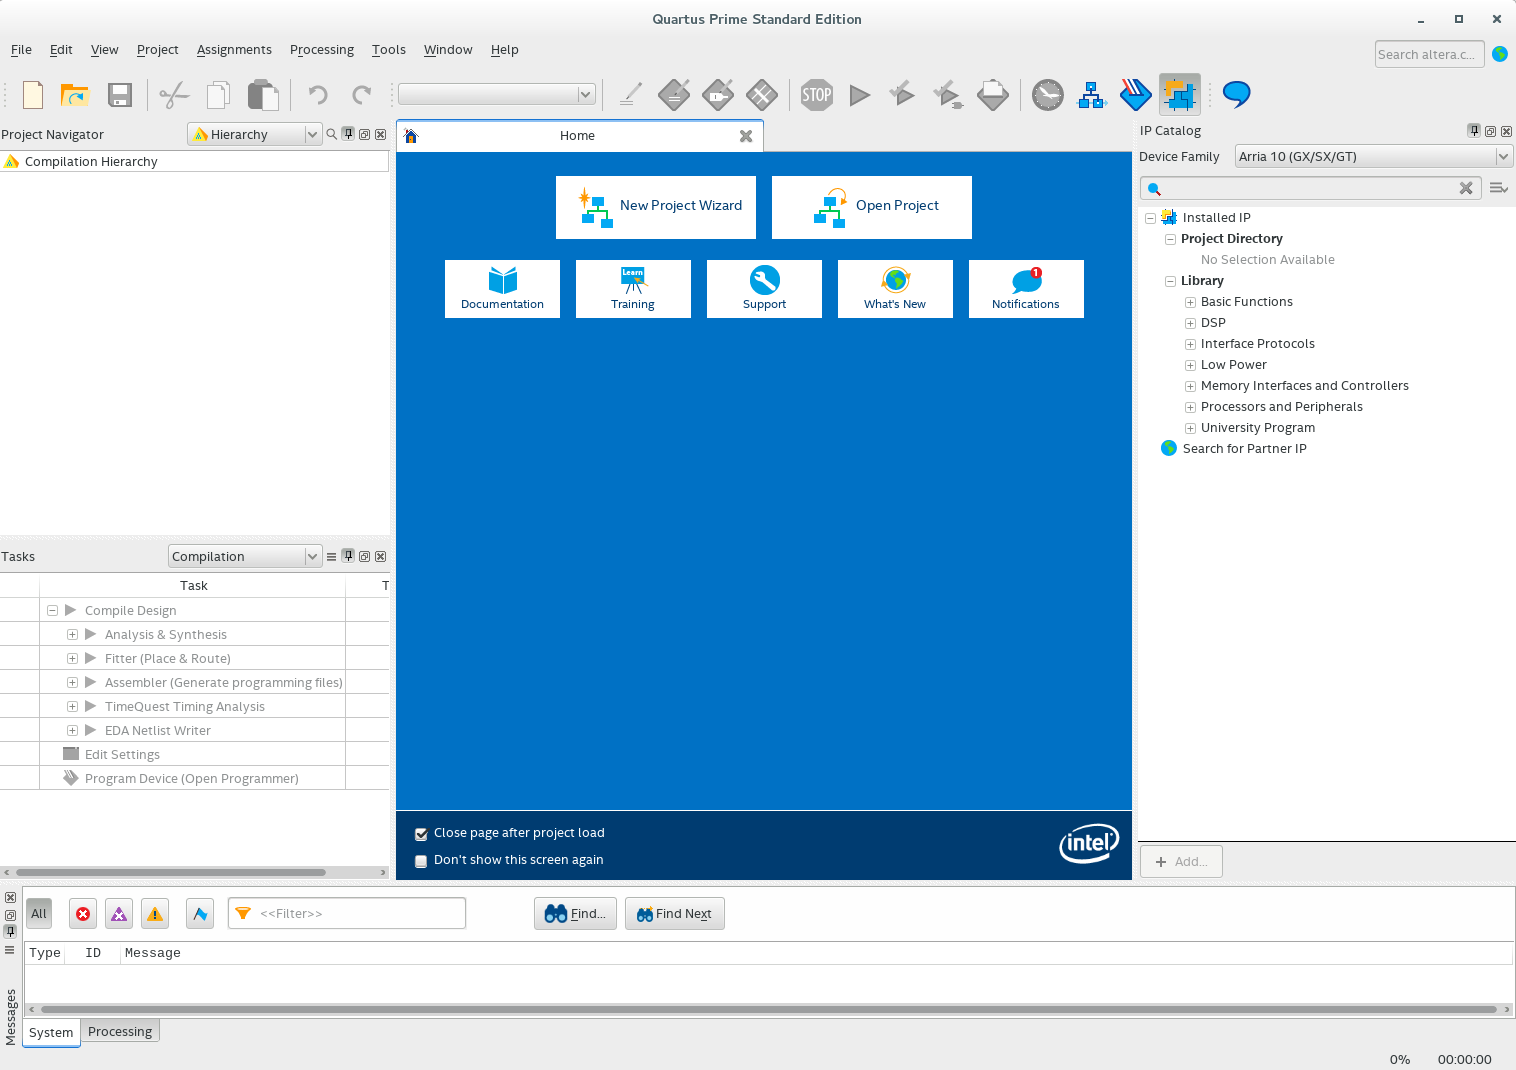 Quartus Prime Standard Edition
File Edit View Project Assignments Processing Tools Window Help
Search altera.c...
STOP
Project Navigator
Hierarchy
Compilation Hierarchy
Home
New Project Wizard
Open Project
Documentation
Learn
Training
Support
What's New
1
Notifications
IP Catalog
Device Family
Arria 10 (GX/SX/GT)
Installed IP
Project Directory
No Selection Available
Library
Basic Functions
DSP
Interface Protocols
Low Power
Memory Interfaces and Controllers
Processors and Peripherals
University Program
Search for Partner IP
Add...
Tasks
Compilation
Task T
Compile Design
Analysis & Synthesis
Fitter (Place & Route)
Assembler (Generate programming files)
TimeQuest Timing Analysis
EDA Netlist Writer
Edit Settings
Program Device (Open Programmer)
Close page after project load
Don't show this screen again
intel
All
<<Filter>>
Find...
Find Next
Type ID Message
Messages
System
Processing
0% 00:00:00